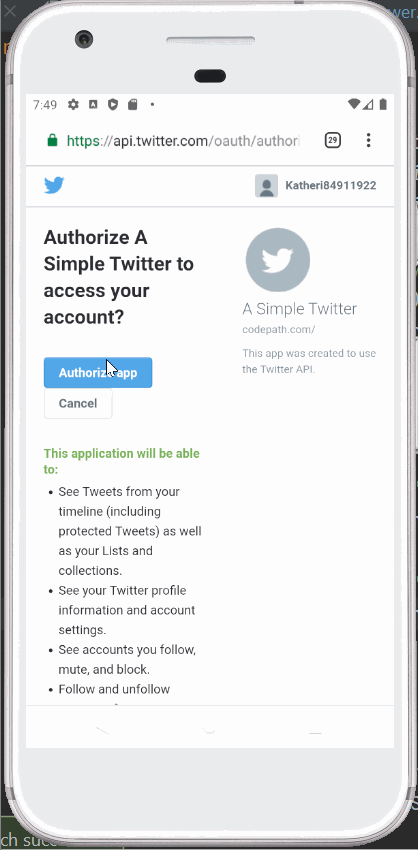 wer.
7:49
https://api.twitter.com/oauth/authori
29
Katheri84911922
Authorize A
Simple Twitter to
access your
account?
Authorize app
Cancel
A Simple Twitter
codepath.com/
This app was created to use
the Twitter API.
This application will be able
to:
• See Tweets from your
timeline (including
protected Tweets) as well
as your Lists and
collections.
• See your Twitter profile
information and account
settings.
• See accounts you follow,
mute, and block.
• Follow and unfollow
ch suc